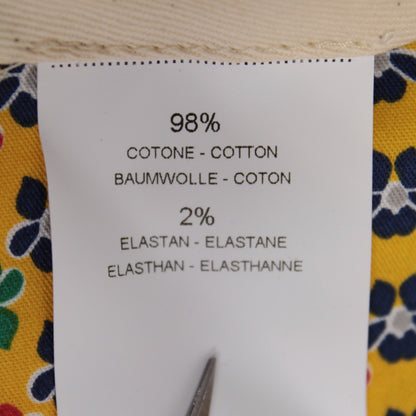 98%
COTONE - COTTON
BAUMWOLLE - COTON
2%
ELASTAN - ELASTANE
ELASTHAN - ELASTHANNE